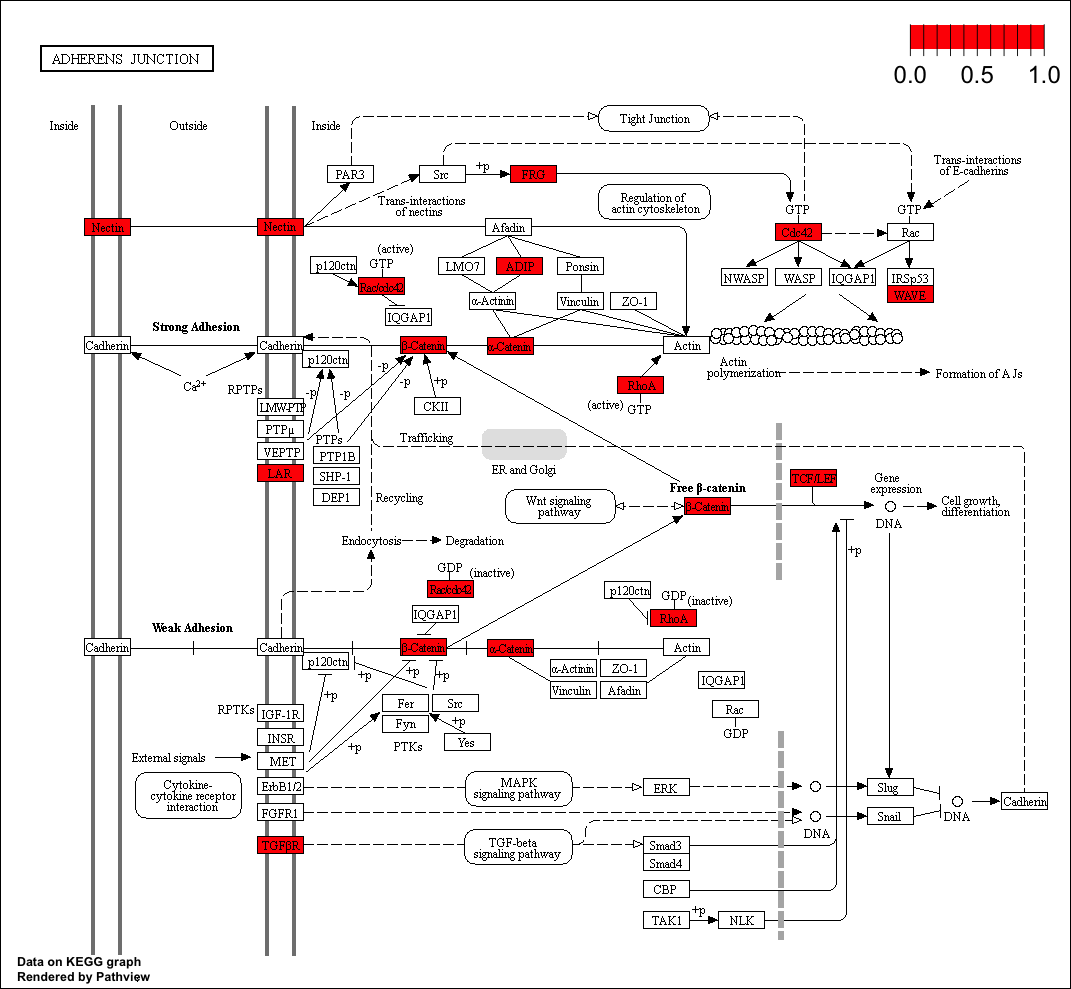 ADHERENS JUNCTION
0.0 0.5 1.0
Inside
Outside
Inside
Tight Junction
PAR3
Src
+p
FRG
Trans-interactions
of E-cadherins
Trans-interactions
of nectins
Regulation of
actin cytoskeleton
GTP
GTP
Nectin
Nectin
Afadin
Cdc42
Rac
(active)
GTP
p120ctn
Rac/cdc42
IQGAP1
LMO7
ADIP
Ponsin
α-Actinin
Vinculin
ZO-1
NWASP
WASP
IQGAP1
IRSp53
WAVE
Strong Adhesion
Cadherin
Cadherin
p120ctn
β-Catenin
α-Catenin
Actin
Actin
polymerization
Formation of AJs
Ca2+
RPTPs
-p
-p
-p
-p
+p
CKII
RhoA
(active)
GTP
LMW-PTP
PTPμ
VEPTP
LAR
PTPs
PTP1B
SHP-1
DEP1
Trafficking
ER and Golgi
Recycling
Endocytosis
Degradation
Wnt signaling
pathway
Free β-catenin
β-Catenin
TCF/LEF
Gene
expression
DNA
Cell growth,
differentiation
+p
GDP
(inactive)
Rac/cdc42
IQGAP1
p120ctn
GDP
(inactive)
RhoA
Weak Adhesion
Cadherin
Cadherin
p120ctn
β-Catenin
α-Catenin
Actin
α-Actinin
ZO-1
Vinculin
Afadin
IQGAP1
Rac
GDP
+p
+p
+p
+p
+p
+p
Fer
Src
Fyn
PTKs
Yes
RPTKs
IGF-1R
INSR
MET
ErbB1/2
FGFR1
TGFβR
External signals
Cytokine-
cytokine receptor
interaction
MAPK
signaling pathway
ERK
TGF-beta
signaling pathway
Smad3
Smad4
CBP
TAK1
+p
NLK
DNA
Slug
Snail
DNA
Cadherin
Data on KEGG graph
Rendered by Pathview